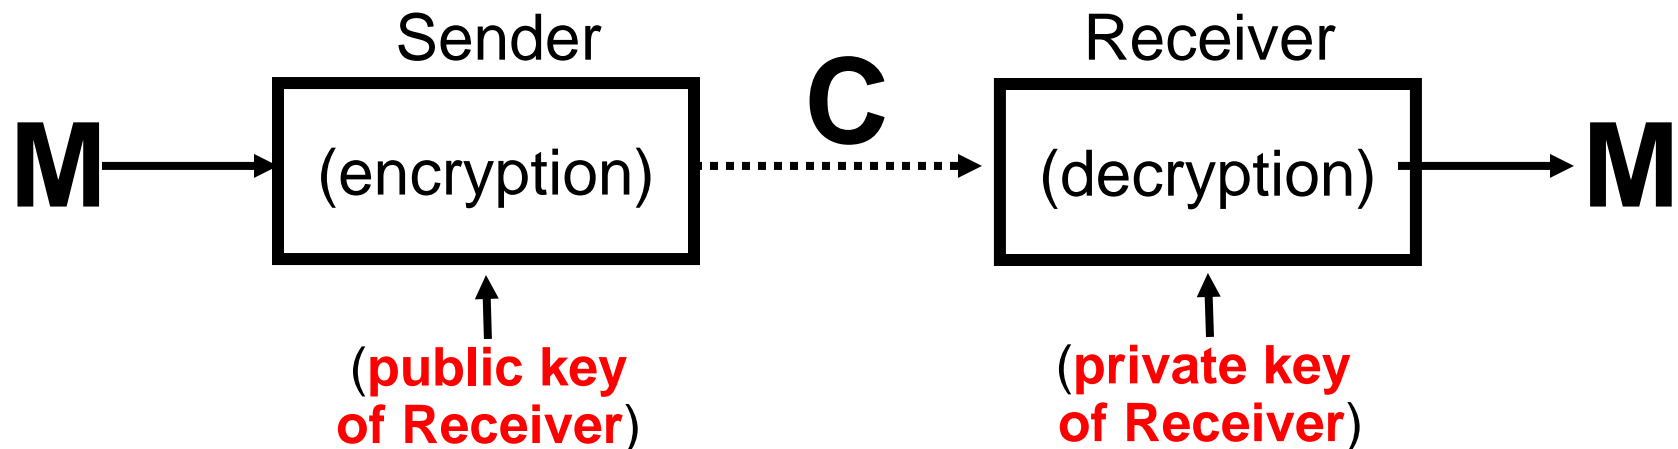 Sender
Receiver
M
(encryption)
C
(decryption)
M
(public key
of Receiver)
(private key
of Receiver)